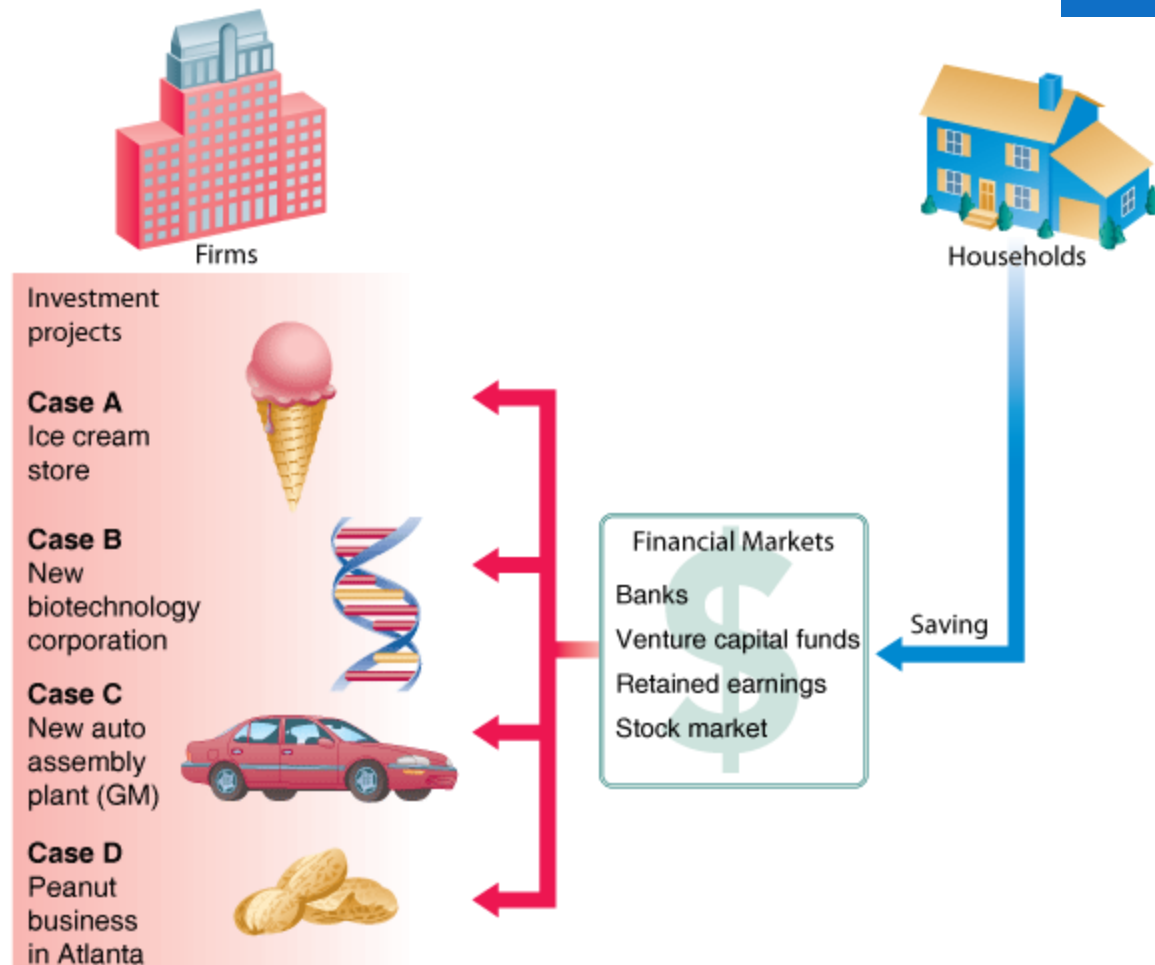 Firms
Households
Investment
projects
Case A
Ice cream
store
Case B
New
biotechnology
corporation
Case C
New auto
assembly
plant (GM)
Case D
Peanut
business
in Atlanta
Financial Markets
Banks
Venture capital funds
Retained earnings
Stock market
Saving
$